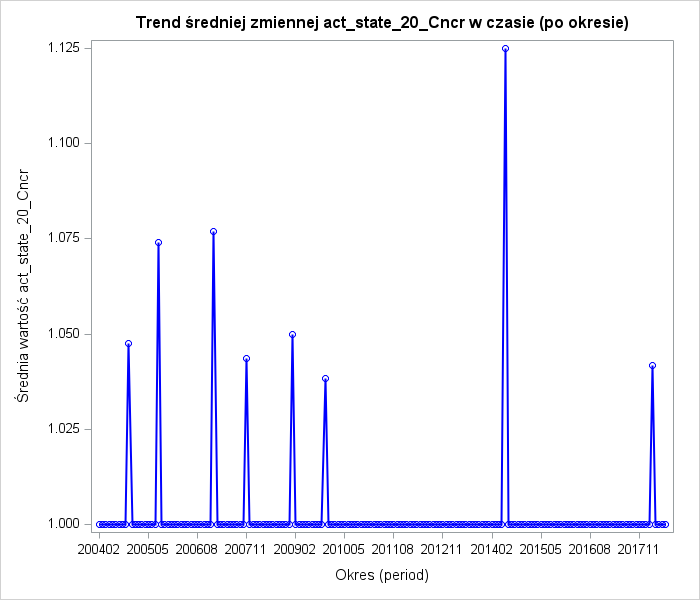 Trend średniej zmiennej act_state_20_Cncr w czasie (po okresie)
Średnia wartość act_state_20_Cncr
1.125
1.100
1.075
1.050
1.025
1.000
200402 200505 200608 200711 200902 201005 201108 201211 201402 201505 201608 201711
Okres (period)